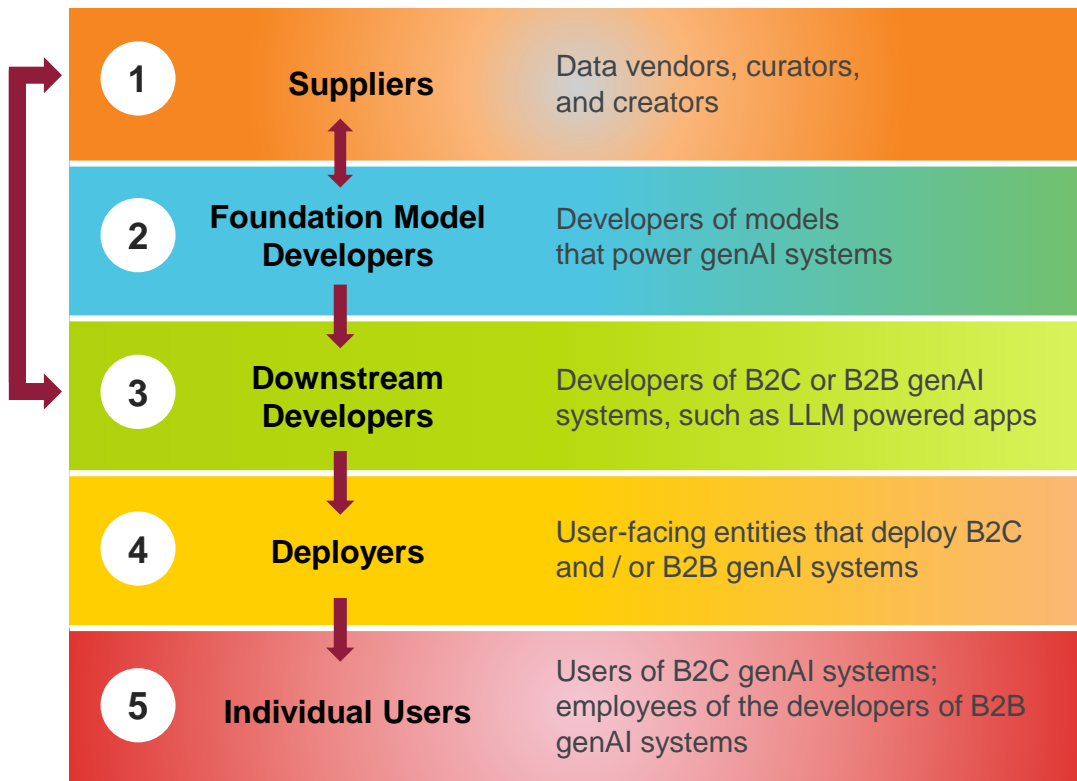 1
Suppliers
Data vendors, curators,
and creators
2
Foundation Model
Developers
Developers of models
that power genAI systems
3
Downstream
Developers
Developers of B2C or B2B genAI
systems, such as LLM powered apps
4
Deployers
User-facing entities that deploy B2C
and / or B2B genAI systems
5
Individual Users
Users of B2C genAI systems;
employees of the developers of B2B
genAI systems